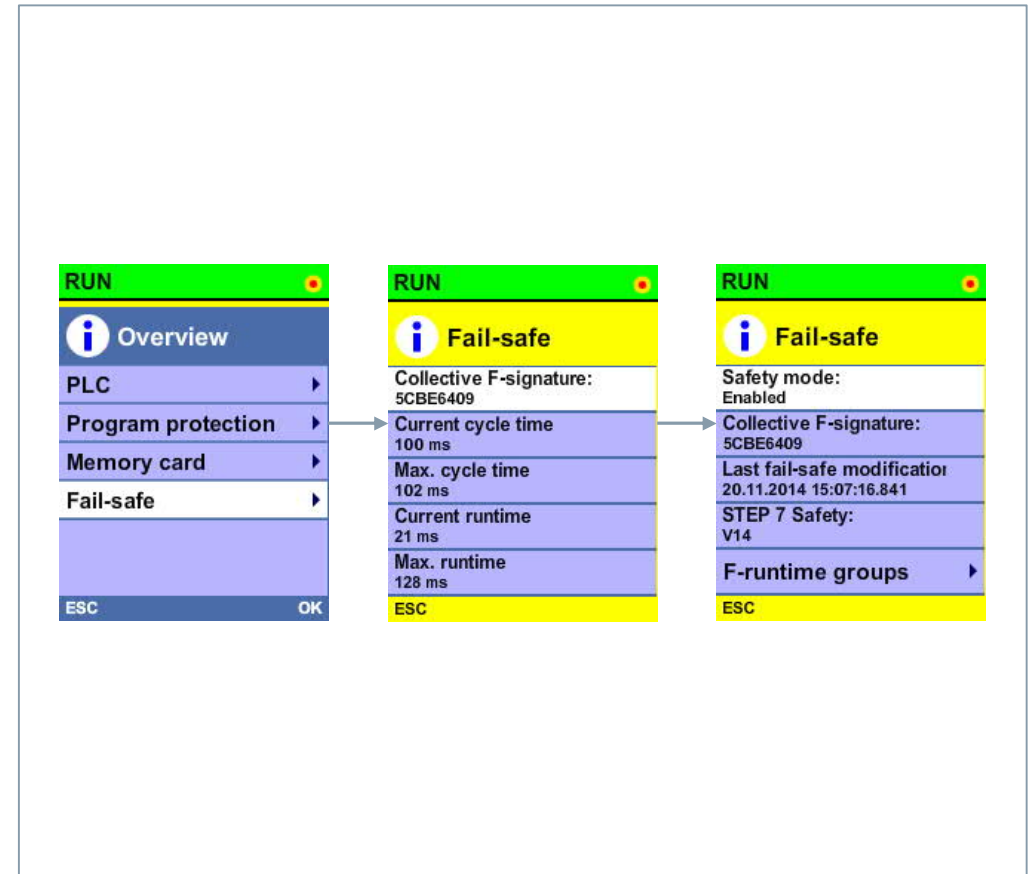 RUN
i Overview
PLC
Program protection
Memory card
Fail-safe
ESC OK
RUN
i Fail-safe
Collective F-signature:
5CBE6409
Current cycle time
100 ms
Max. cycle time
102 ms
Current runtime
21 ms
Max. runtime
128 ms
ESC
RUN
i Fail-safe
Safety mode:
Enabled
Collective F-signature:
5CBE6409
Last fail-safe modification
20.11.2014 15:07:16.841
STEP 7 Safety:
V14
F-runtime groups
ESC